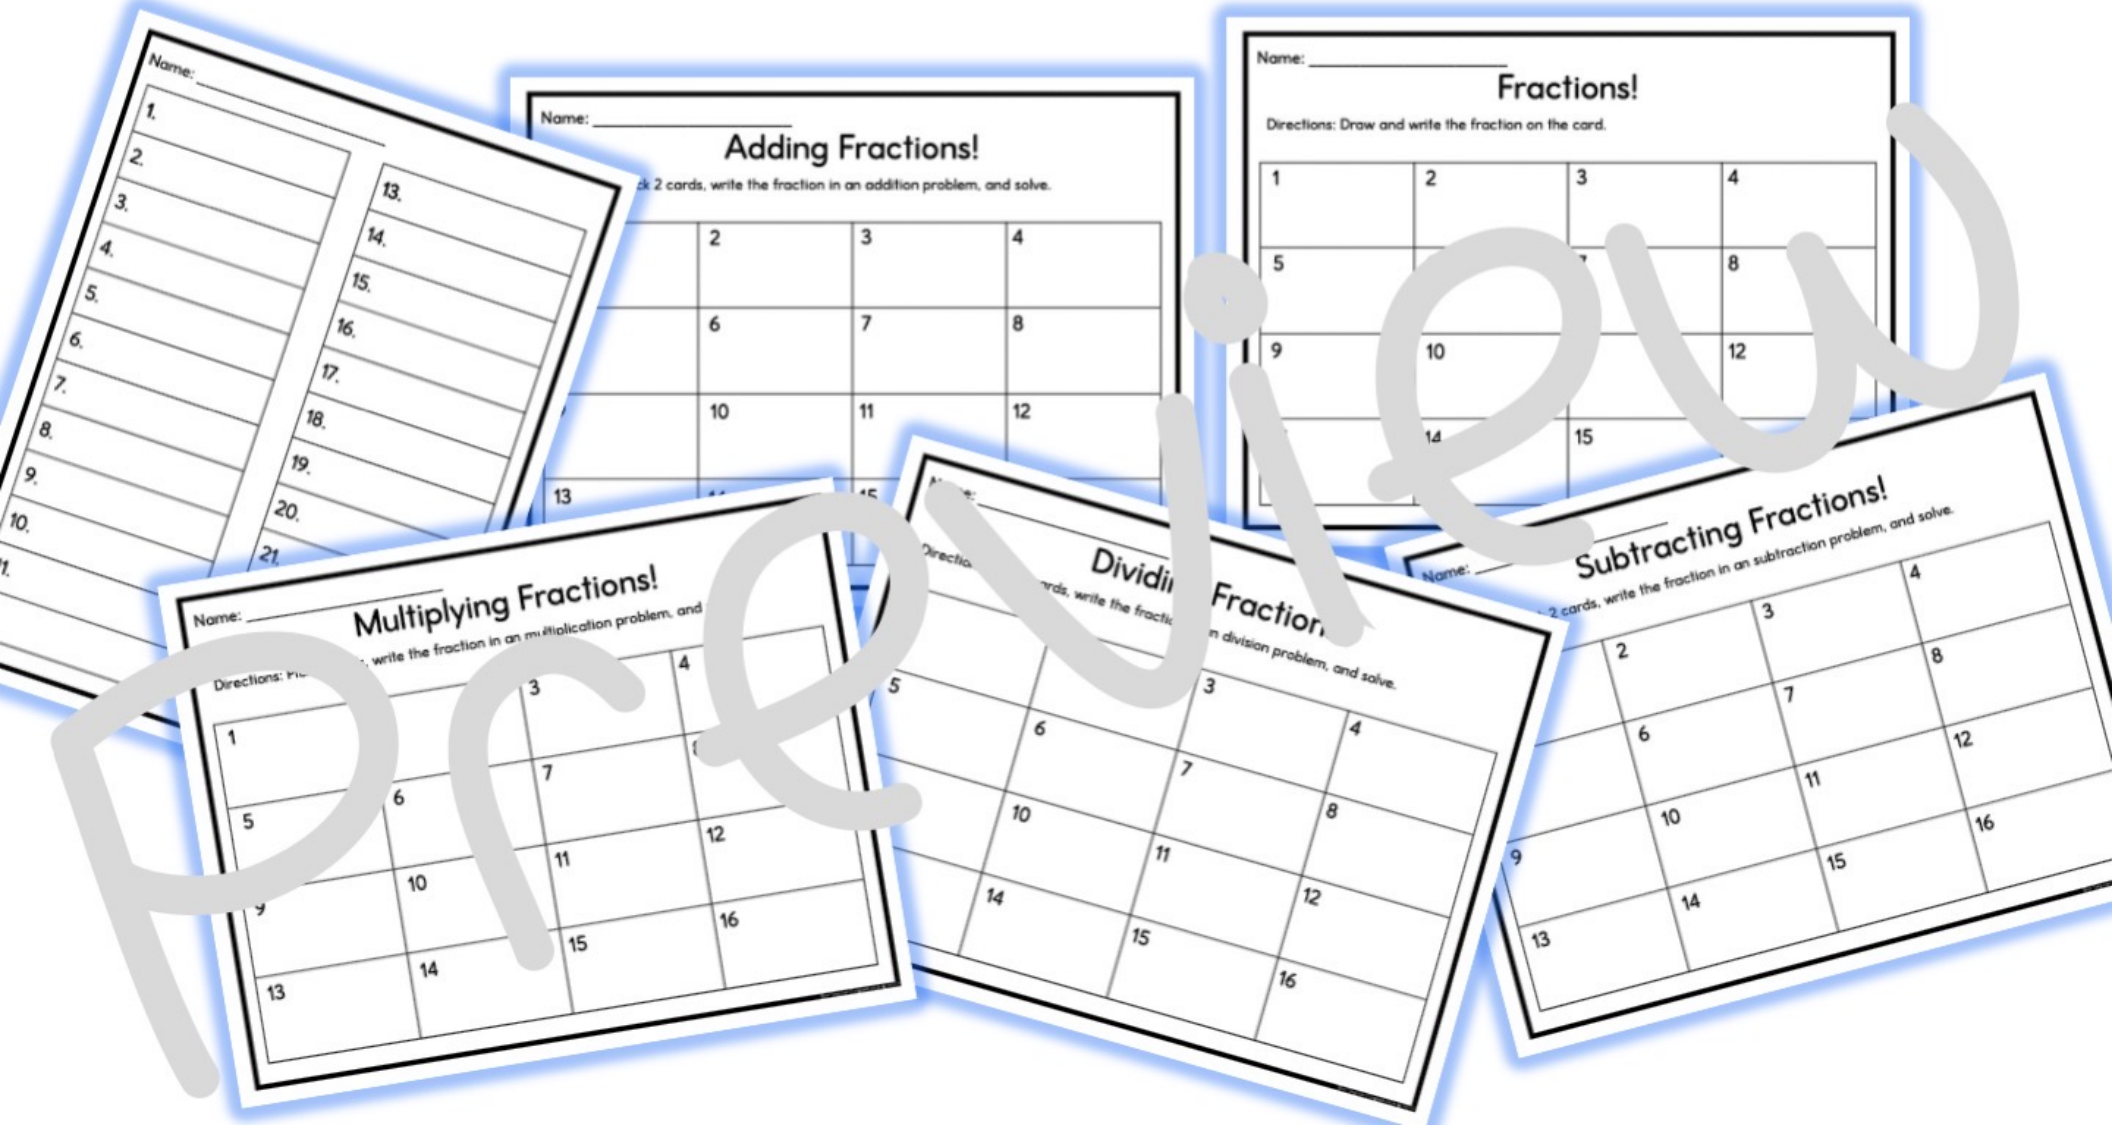 Name:
1.
2.
3.
4.
5.
6.
7.
8.
9.
10.
13.
14.
15.
16.
17.
18.
19.
20.
21.
Name:
Adding Fractions!
2 cards, write the fraction in an addition problem, and solve.
2 3 4
6 7 8
10 11 12
13 15
Name:
Fractions!
Directions: Draw and write the fraction on the card.
1 2 3 4
5 8
9 10 12
14 15
Name:
Multiplying Fractions!
Directions: write the fraction in an multiplication problem, and
1 3 4
5 6 7
9 10 11 12
13 14 15 16
Name:
Dividing Fractions
write the fraction division problem, and solve.
3 4
5 6 7 8
10 11 12
14 15 16
Name:
Subtracting Fractions!
2 cards, write the fraction in an subtraction problem, and solve.
2 3 4
6 7 8
9 10 11 12
13 14 15 16
Preview